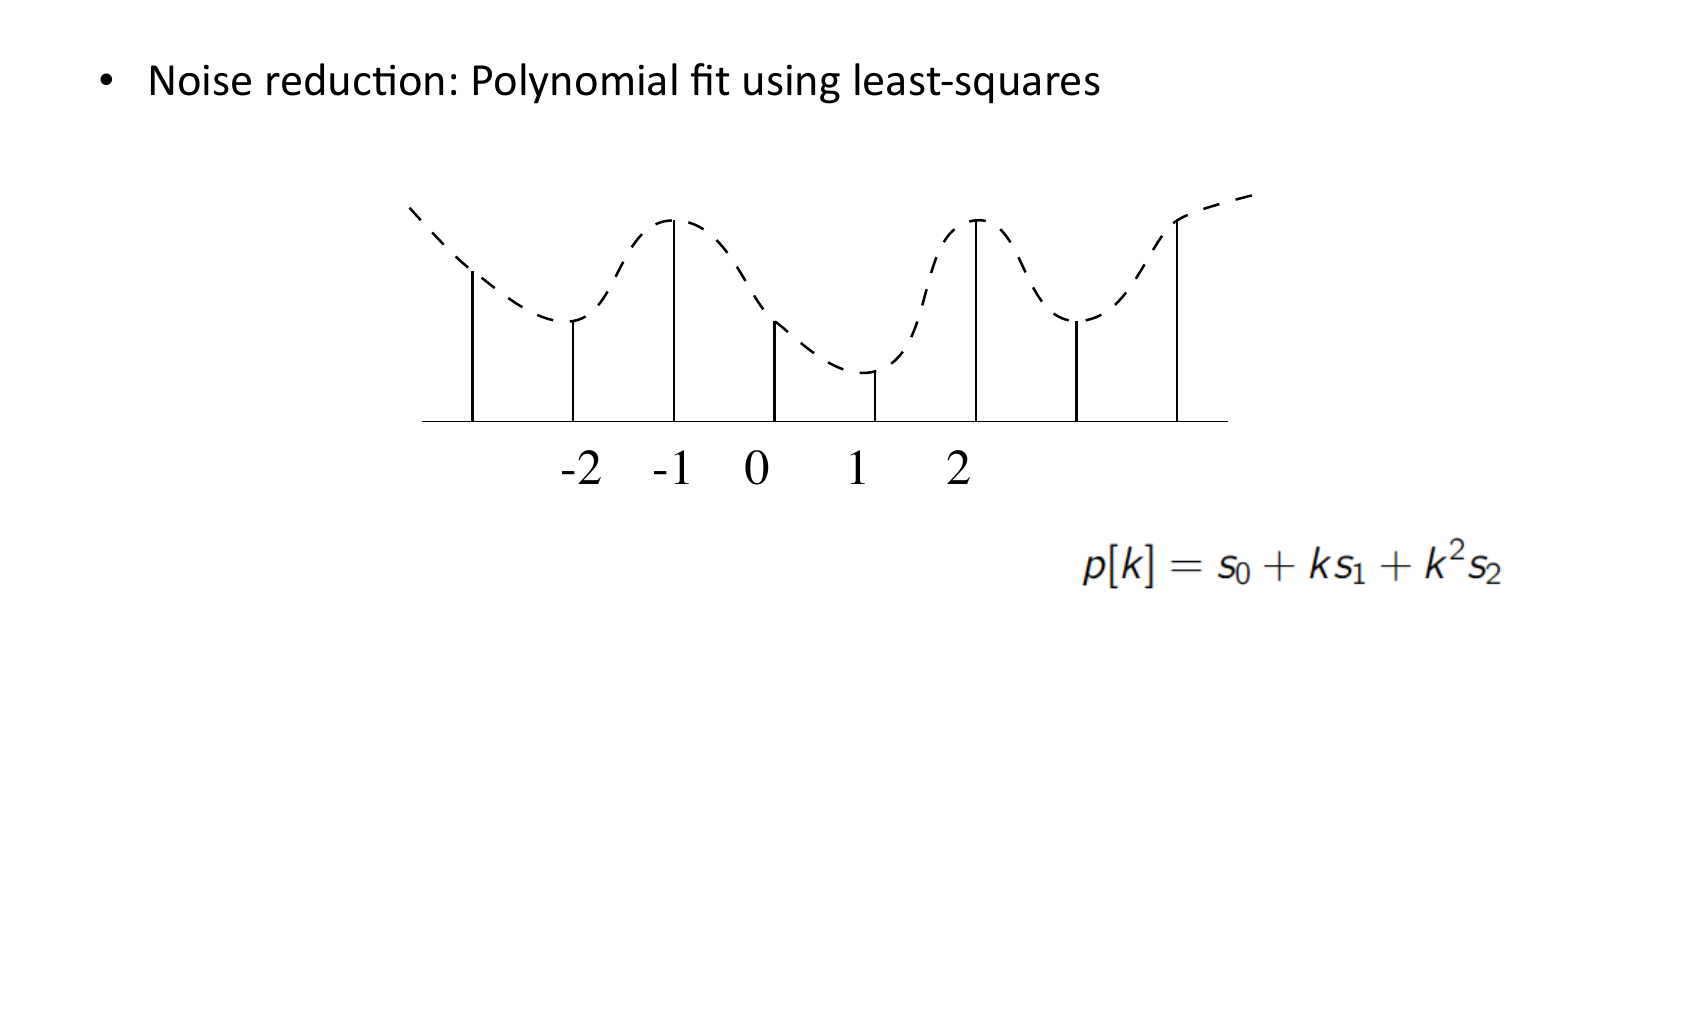 • Noise reduction: Polynomial fit using least-squares
-2 -1 0 1 2
p[k] = s₀ + ks₁ + k²s₂